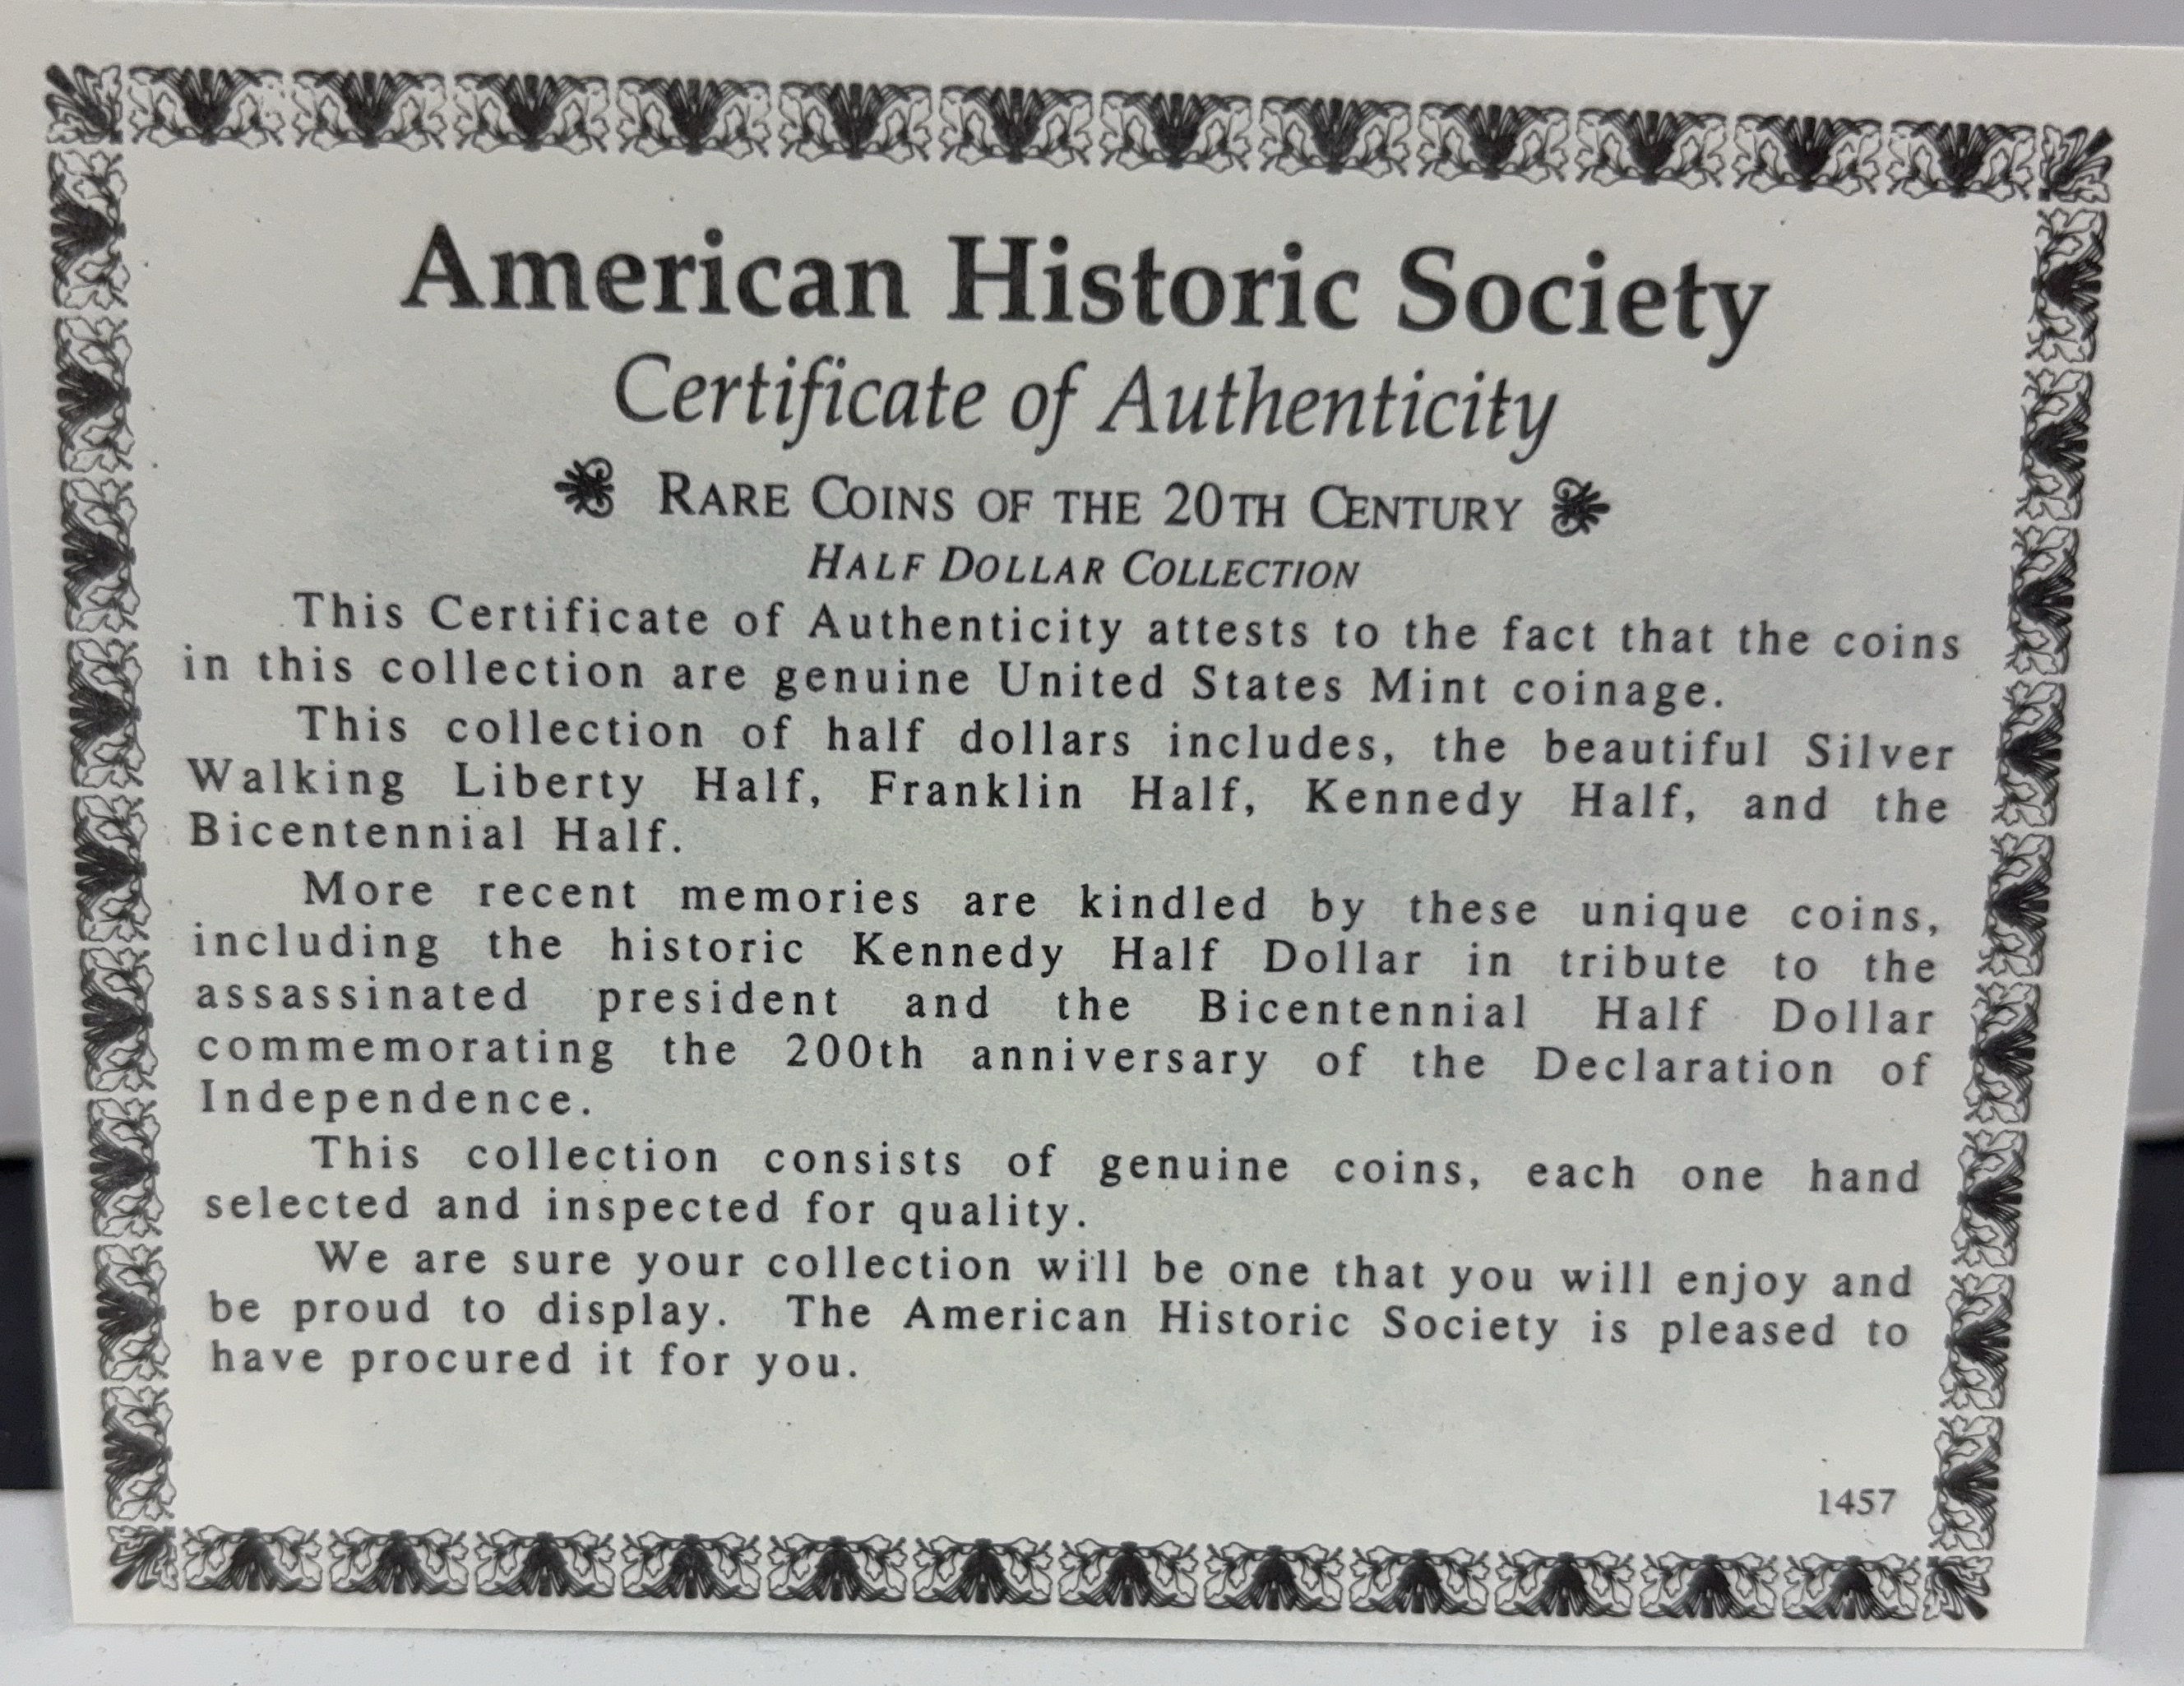 American Historic Society
Certificate of Authenticity
RARE COINS OF THE 20TH CENTURY
HALF DOLLAR COLLECTION
This Certificate of Authenticity attests to the fact that the coins
in this collection are genuine United States Mint coinage.
This collection of half dollars includes, the beautiful Silver
Walking Liberty Half, Franklin Half, Kennedy Half, and the
Bicentennial Half.
More recent memories are kindled by these unique coins,
including the historic Kennedy Half Dollar in tribute to the
assassinated president and the Bicentennial Half Dollar
commemorating the 200th anniversary of the Declaration of
Independence.
This collection consists of genuine coins, each one hand
selected and inspected for quality.
We are sure your collection will be one that you will enjoy and
be proud to display. The American Historic Society is pleased to
have procured it for you.
1457